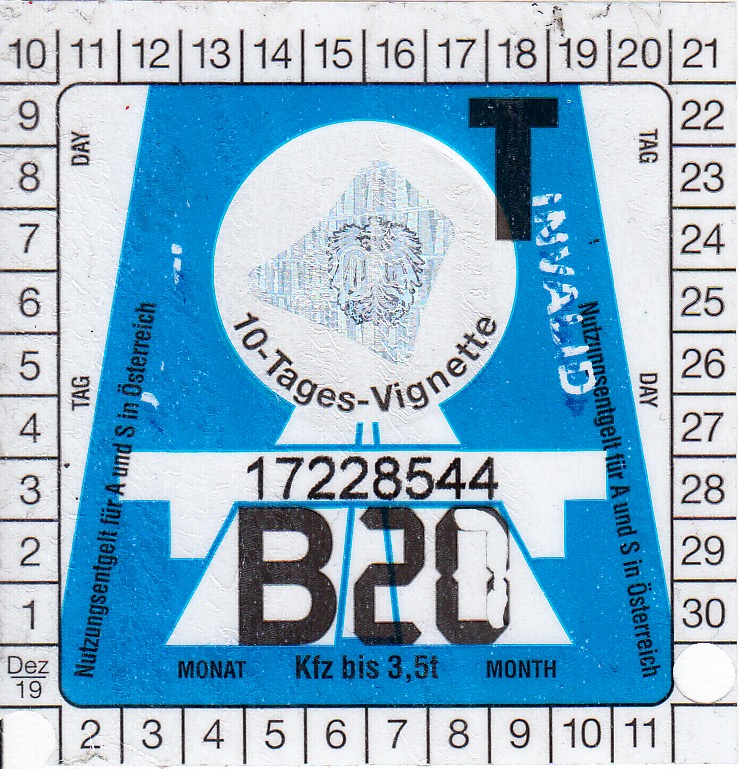 10 11 12 13 14 15 16 17 18 19 20 21
9 22
8 23
7 24
6 25
5 26
4 27
3 28
2 29
1 30
Dez
19
2 3 4 5 6 7 8 9 10 11
DAY
TAG
T
INVALID
10-Tages-Vignette
TAG
DAY
Nutzungsentgelt für A und S in Österreich
Nutzungsentgelt für A und S in Österreich
17228544
B20
MONAT Kfz bis 3,5t MONTH